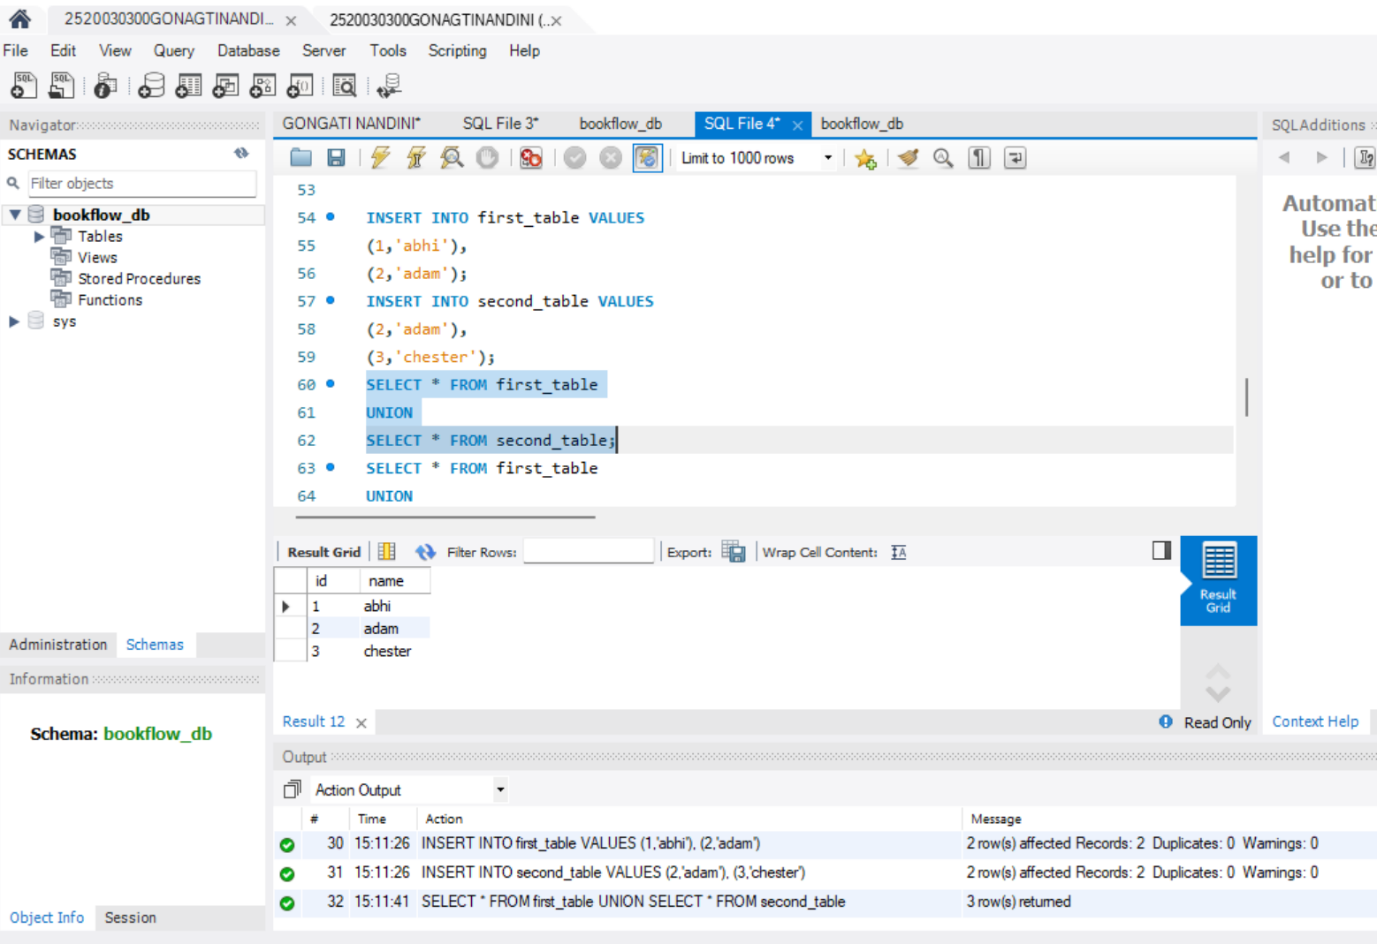 2520030300GONAGTINANDI... × 2520030300GONAGTINANDINI (..×
File Edit View Query Database Server Tools Scripting Help
Navigator
SCHEMAS
Filter objects
bookflow_db
Tables
Views
Stored Procedures
Functions
sys
Administration Schemas
Information
Schema: bookflow_db
Object Info Session
GONGATI NANDINI* SQL File 3* bookflow_db SQL File 4* × bookflow_db
Limit to 1000 rows
53
54 INSERT INTO first_table VALUES
55 (1,'abhi'),
56 (2,'adam');
57 INSERT INTO second_table VALUES
58 (2,'adam'),
59 (3,'chester');
60 SELECT * FROM first_table
61 UNION
62 SELECT * FROM second_table;
63 SELECT * FROM first_table
64 UNION
Result Grid Filter Rows: Export: Wrap Cell Content: IA
id name
1 abhi
2 adam
3 chester
Result Grid
Result 12 × Read Only
SQLAdditions
Automat
Use the
help for
or to
Context Help
Output
Action Output
# Time Action Message
30 15:11:26 INSERT INTO first_table VALUES (1,'abhi'), (2,'adam') 2 row(s) affected Records: 2 Duplicates: 0 Warnings: 0
31 15:11:26 INSERT INTO second_table VALUES (2,'adam'), (3,'chester') 2 row(s) affected Records: 2 Duplicates: 0 Warnings: 0
32 15:11:41 SELECT * FROM first_table UNION SELECT * FROM second_table 3 row(s) returned